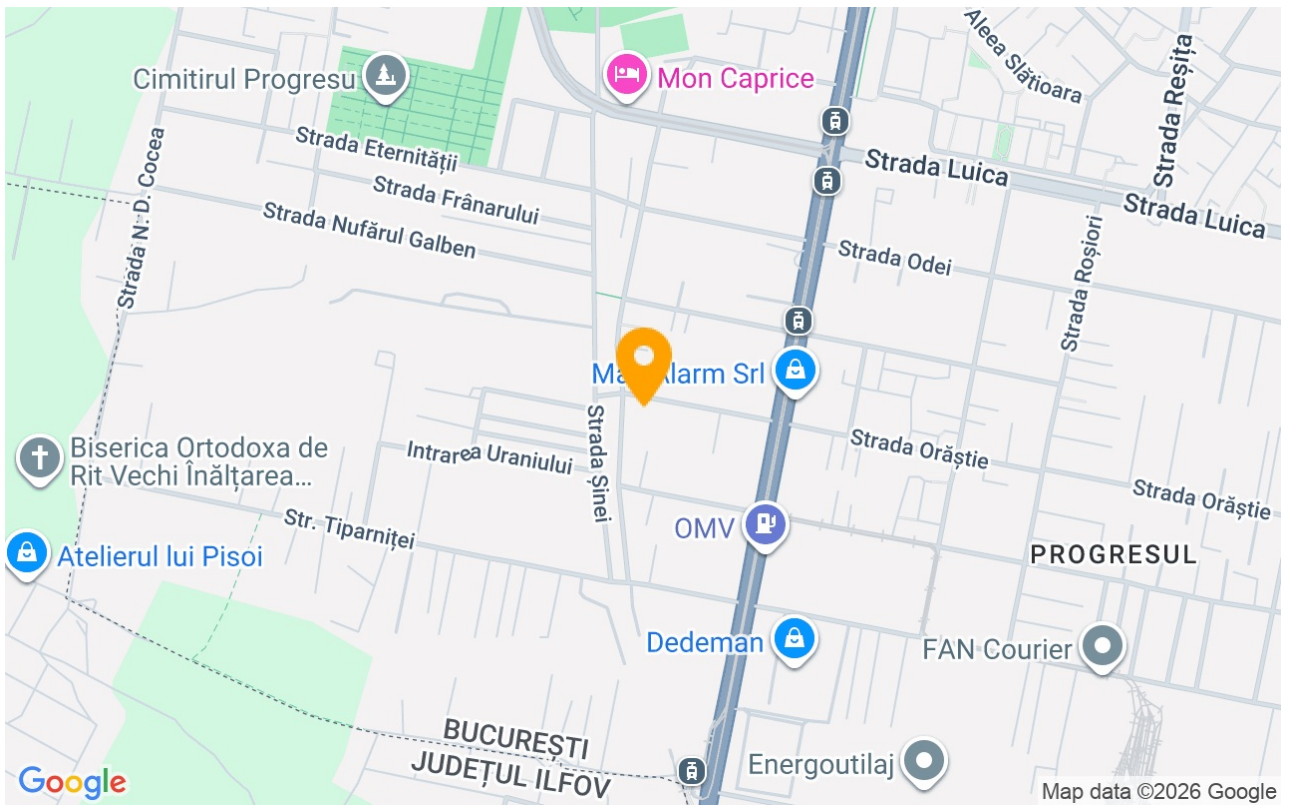 Aleea Slătioara
Cimitirul Progresu
Mon Caprice
Strada Reșița
Strada Eternității
Strada N. D. Cocea
Strada Luica
Strada Frânarului
Strada Luica
Strada Nufărul Galben
Strada Odei
Strada Roșiori
Alarm Srl
Strada Șinei
Biserica Ortodoxa de
Rit Vechi Înălțarea...
Intrarea Uraniului
Strada Orăștie
Strada Orăștie
Str. Tiparniței
OMV
Atelierul lui Pisoi
PROGRESUL
Dedeman
FAN Courier
BUCUREȘTI
JUDEȚUL ILFOV
Energoutilaj
Google
Map data ©2026 Google